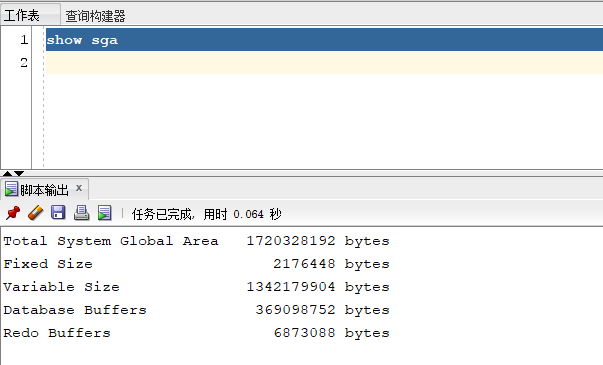 工作表 查询构建器
1 show sga
2
脚本输出 x
任务已完成, 用时 0.064 秒
Total System Global Area 1720328192 bytes
Fixed Size 2176448 bytes
Variable Size 1342179904 bytes
Database Buffers 369098752 bytes
Redo Buffers 6873088 bytes